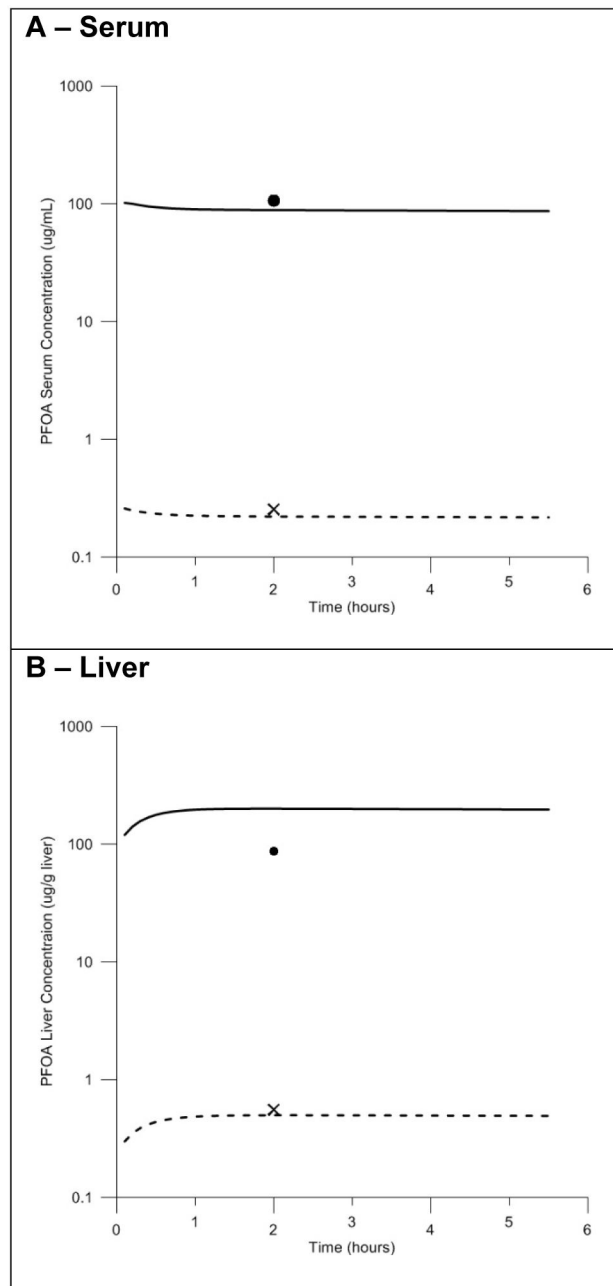 A – Serum
1000
100
10
1
0.1
PFOA Serum Concentration (ug/mL)
0 1 2 3 4 5 6
Time (hours)
B – Liver
1000
100
10
1
0.1
PFOA Liver Concentraion (ug/g liver)
0 1 2 3 4 5 6
Time (hours)